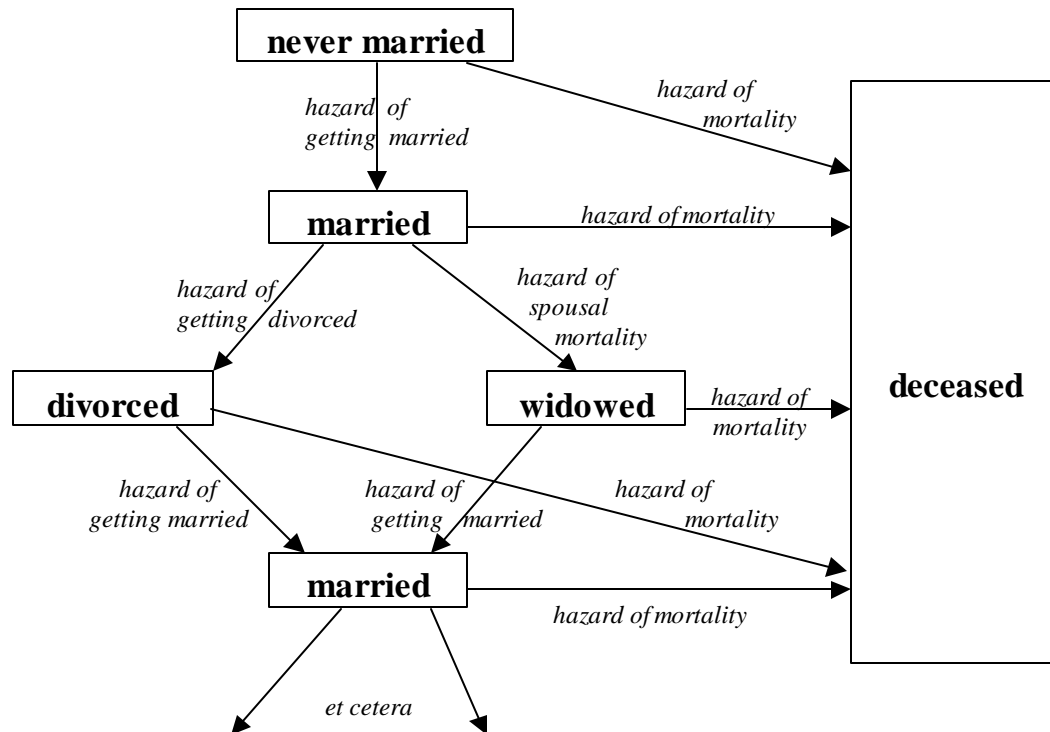 never married
hazard of
getting married
hazard of
mortality
married
hazard of mortality
hazard of
getting divorced
hazard of
spousal
mortality
divorced
widowed
hazard of
mortality
deceased
hazard of
getting married
hazard of
getting married
hazard of
mortality
married
hazard of mortality
et cetera